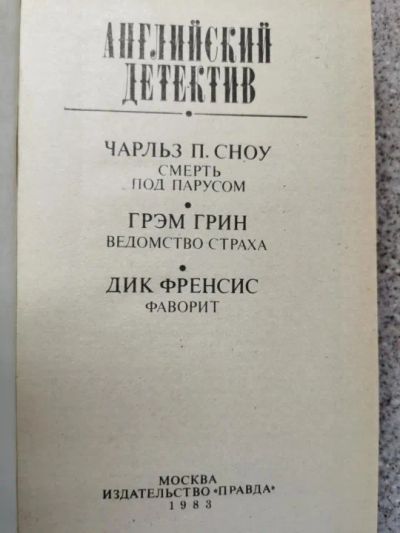 АНГЛИЙСКИЙ
ДЕТЕКТИВ
ЧАРЛЬЗ П. СНОУ
СМЕРТЬ
ПОД ПАРУСОМ
ГРЭМ ГРИН
ВЕДОМСТВО СТРАХА
ДИК ФРЕНСИС
ФАВОРИТ
МОСКВА
ИЗДАТЕЛЬСТВО «ПРАВДА»
1983